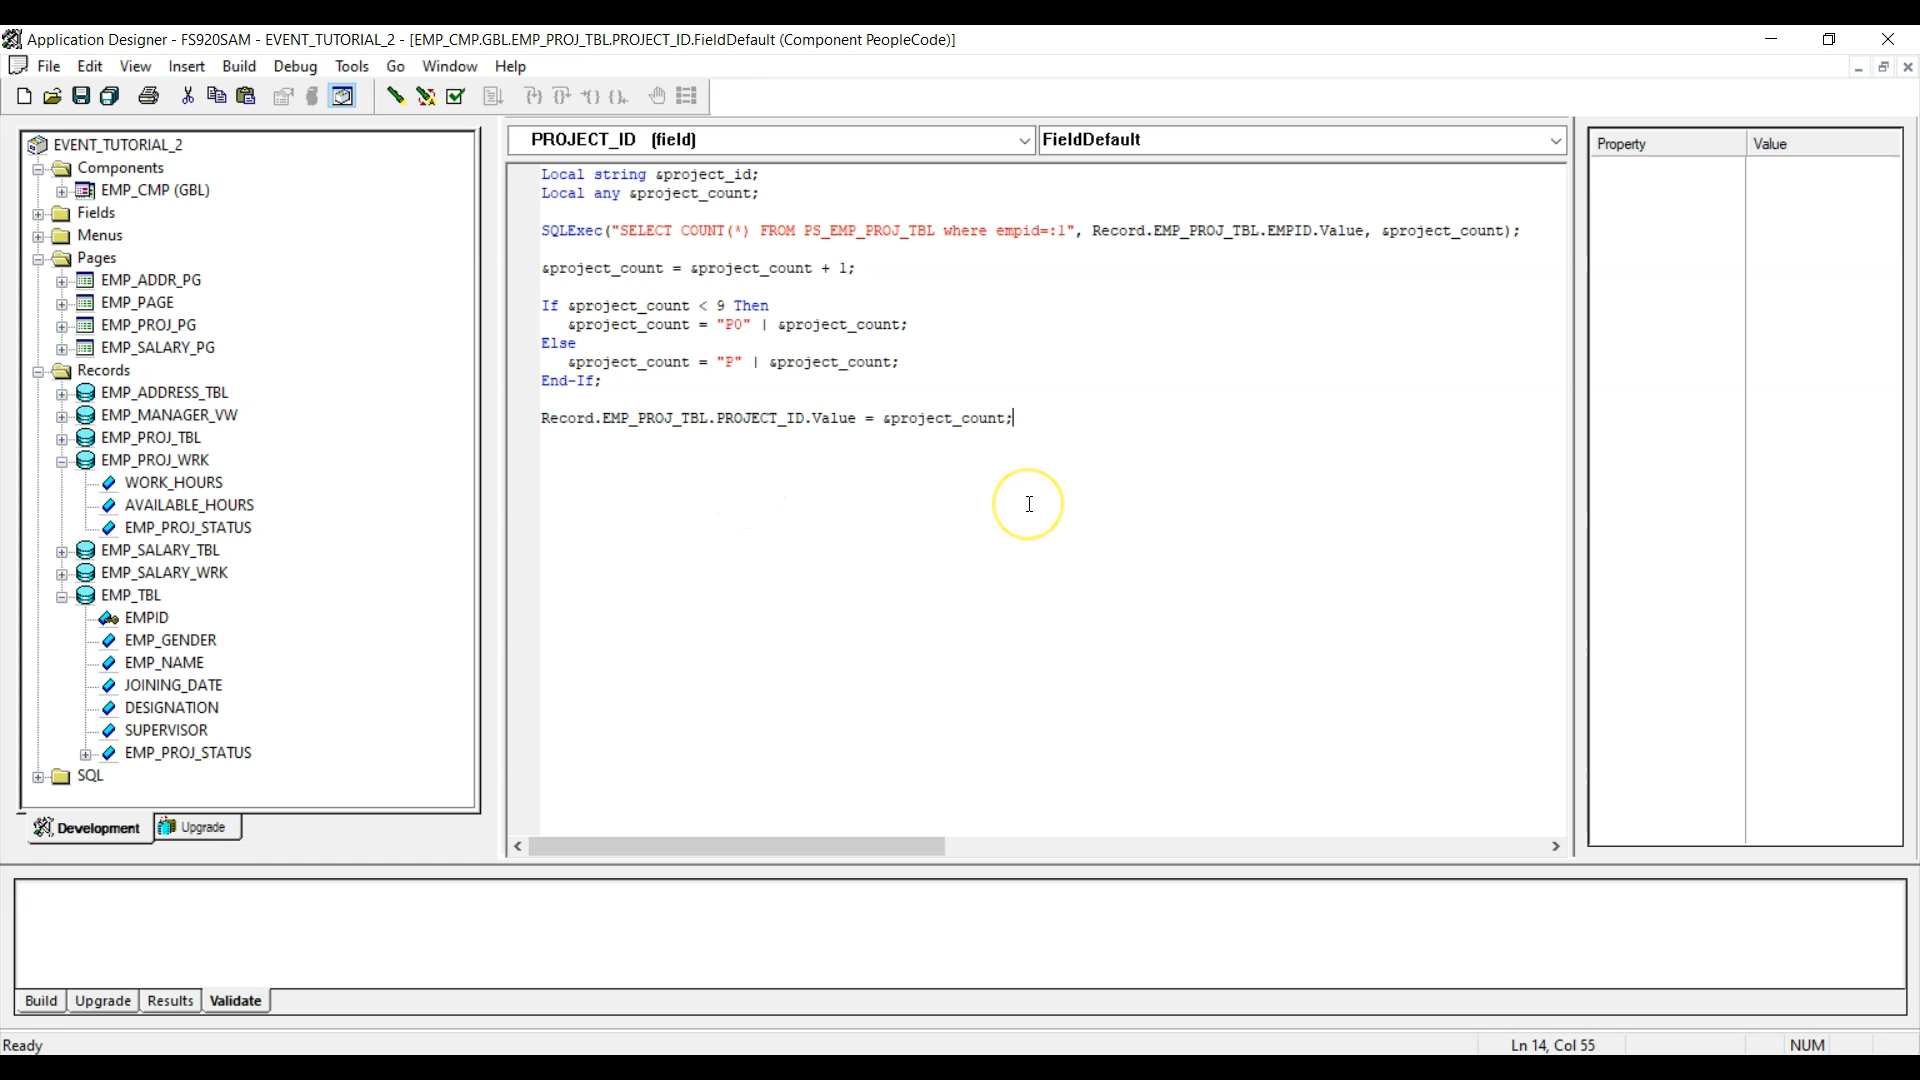 Application Designer - FS920SAM - EVENT_TUTORIAL_2 - [EMP_CMP.GBL.EMP_PROJ_TBL.PROJECT_ID.FieldDefault (Component PeopleCode)]
File Edit View Insert Build Debug Tools Go Window Help
EVENT_TUTORIAL_2
Components
EMP_CMP (GBL)
Fields
Menus
Pages
EMP_ADDR_PG
EMP_PAGE
EMP_PROJ_PG
EMP_SALARY_PG
Records
EMP_ADDRESS_TBL
EMP_MANAGER_VW
EMP_PROJ_TBL
EMP_PROJ_WRK
WORK_HOURS
AVAILABLE_HOURS
EMP_PROJ_STATUS
EMP_SALARY_TBL
EMP_SALARY_WRK
EMP_TBL
EMPID
EMP_GENDER
EMP_NAME
JOINING_DATE
DESIGNATION
SUPERVISOR
EMP_PROJ_STATUS
SQL
Development Upgrade
PROJECT_ID (field) FieldDefault
Local string &project_id;
Local any &project_count;
SQLExec("SELECT COUNT(*) FROM PS_EMP_PROJ_TBL where empid=:1", Record.EMP_PROJ_TBL.EMPID.Value, &project_count);
&project_count = &project_count + 1;
If &project_count < 9 Then
&project_count = "P0" | &project_count;
Else
&project_count = "P" | &project_count;
End-If;
Record.EMP_PROJ_TBL.PROJECT_ID.Value = &project_count;
Property Value
Build Upgrade Results Validate
Ready Ln 14, Col 55 NUM